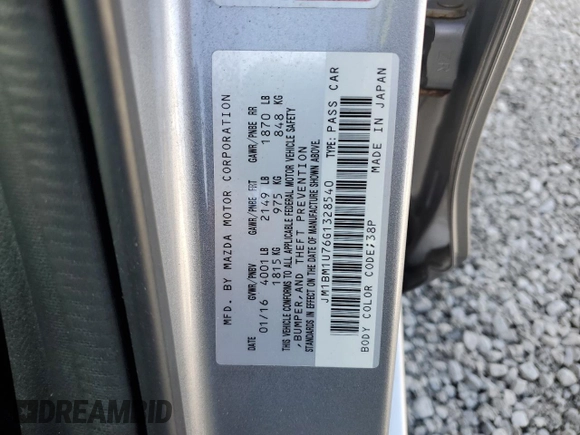 MFD. BY MAZDA MOTOR CORPORATION
DATE GVWR/PNBV GAWR/PNBE FRT GAWR/PNBE RR
01/16 4001 LB 2149 LB 1870 LB
1815 KG 975 KG 848 KG
THIS VEHICLE CONFORMS TO ALL APPLICABLE FEDERAL MOTOR VEHICLE SAFETY
, BUMPER, AND THEFT PREVENTION
STANDARDS IN EFFECT ON THE DATE OF MANUFACTURE SHOWN ABOVE.
JM1BM1U76G1328540 TYPE: PASS CAR
BODY COLOR CODE:38P MADE IN JAPAN
DREAMBID